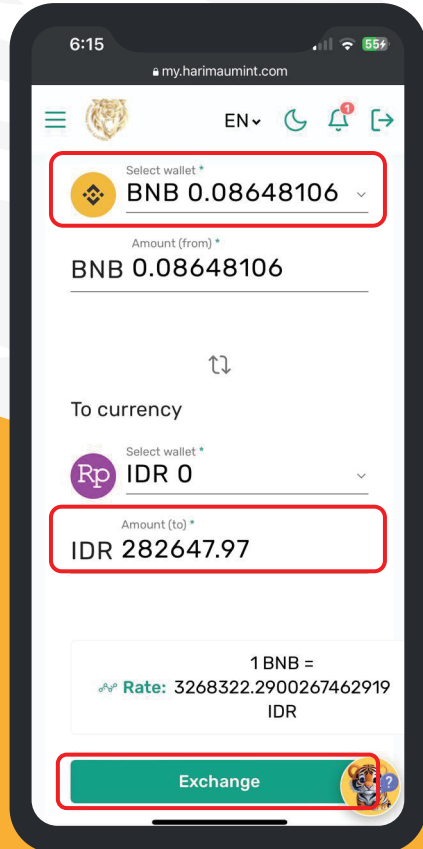 6:15
55
my.harimaumint.com
EN
1
Select wallet *
BNB 0.08648106
Amount (from) *
BNB 0.08648106
To currency
Select wallet *
Rp IDR 0
Amount (to) *
IDR 282647.97
1 BNB =
Rate: 3268322.2900267462919
IDR
Exchange
?